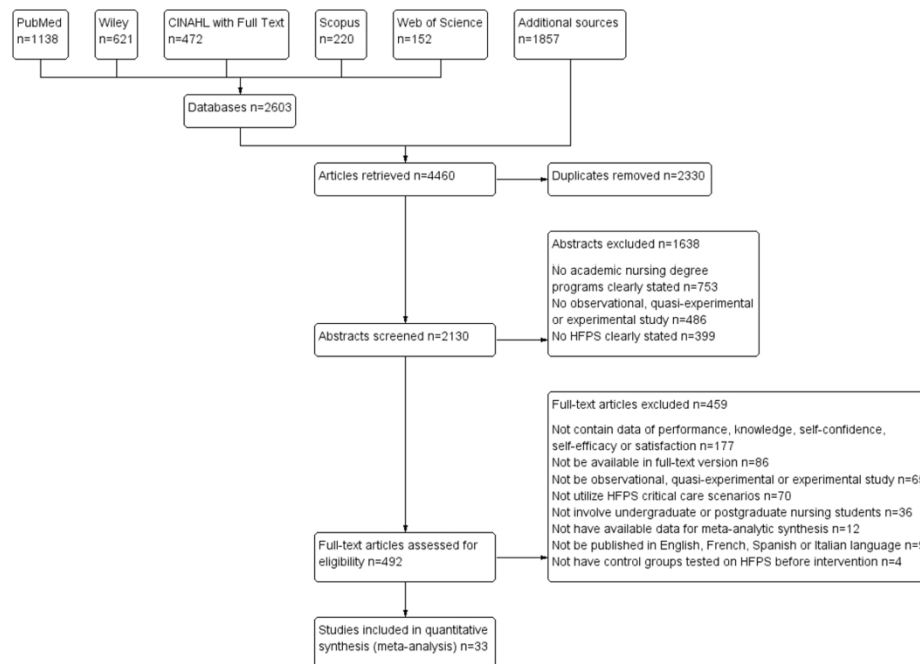 PubMed
n=1138
Wiley
n=621
CINAHL with Full Text
n=472
Scopus
n=220
Web of Science
n=152
Additional sources
n=1857
Databases n=2603
Articles retrieved n=4460
Duplicates removed n=2330
Abstracts excluded n=1638
No academic nursing degree
programs clearly stated n=753
No observational, quasi-experimental
or experimental study n=486
No HFPS clearly stated n=399
Abstracts screened n=2130
Full-text articles excluded n=459
Not contain data of performance, knowledge, self-confidence,
self-efficacy or satisfaction n=177
Not be available in full-text version n=86
Not be observational, quasi-experimental or experimental study
Not utilize HFPS critical care scenarios n=70
Not involve undergraduate or postgraduate nursing students n=36
Not have available data for meta-analytic synthesis n=12
Not be published in English, French, Spanish or Italian language
Not have control groups tested on HFPS before intervention n=4
Full-text articles assessed for
eligibility n=492
Studies included in quantitative
synthesis (meta-analysis) n=33